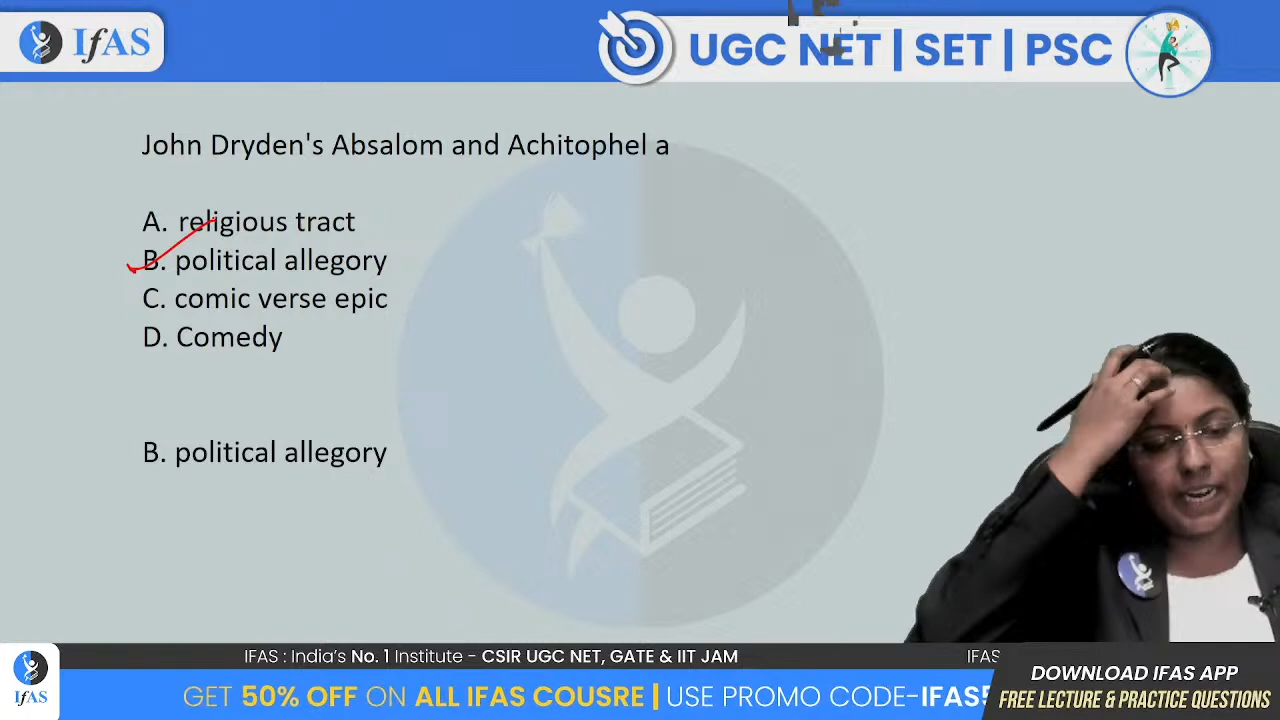 IfAS
UGC NET | SET | PSC
John Dryden's Absalom and Achitophel a
A. religious tract
B. political allegory
C. comic verse epic
D. Comedy
B. political allegory
IFAS : India's No. 1 Institute - CSIR UGC NET, GATE & IIT JAM
IFAS
DOWNLOAD IFAS APP
FREE LECTURE & PRACTICE QUESTIONS
IfAS
GET 50% OFF ON ALL IFAS COUSRE | USE PROMO CODE-IFAS5